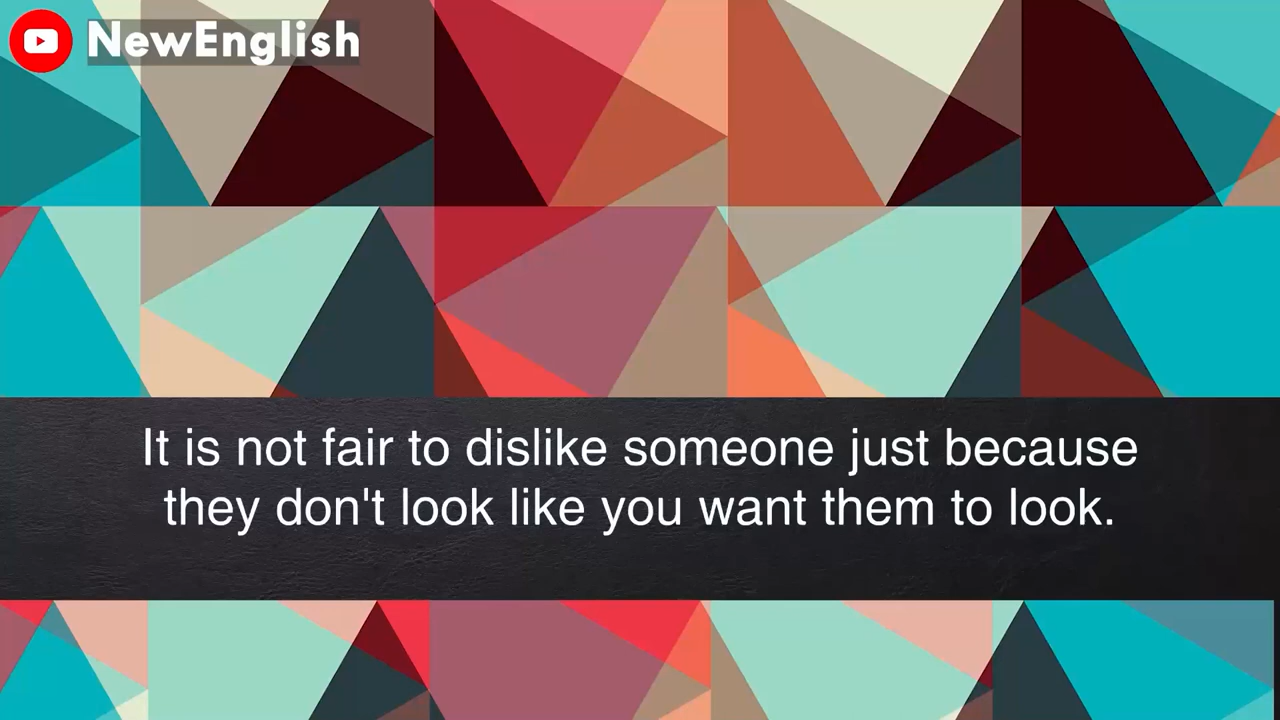 NewEnglish
It is not fair to dislike someone just because
they don't look like you want them to look.